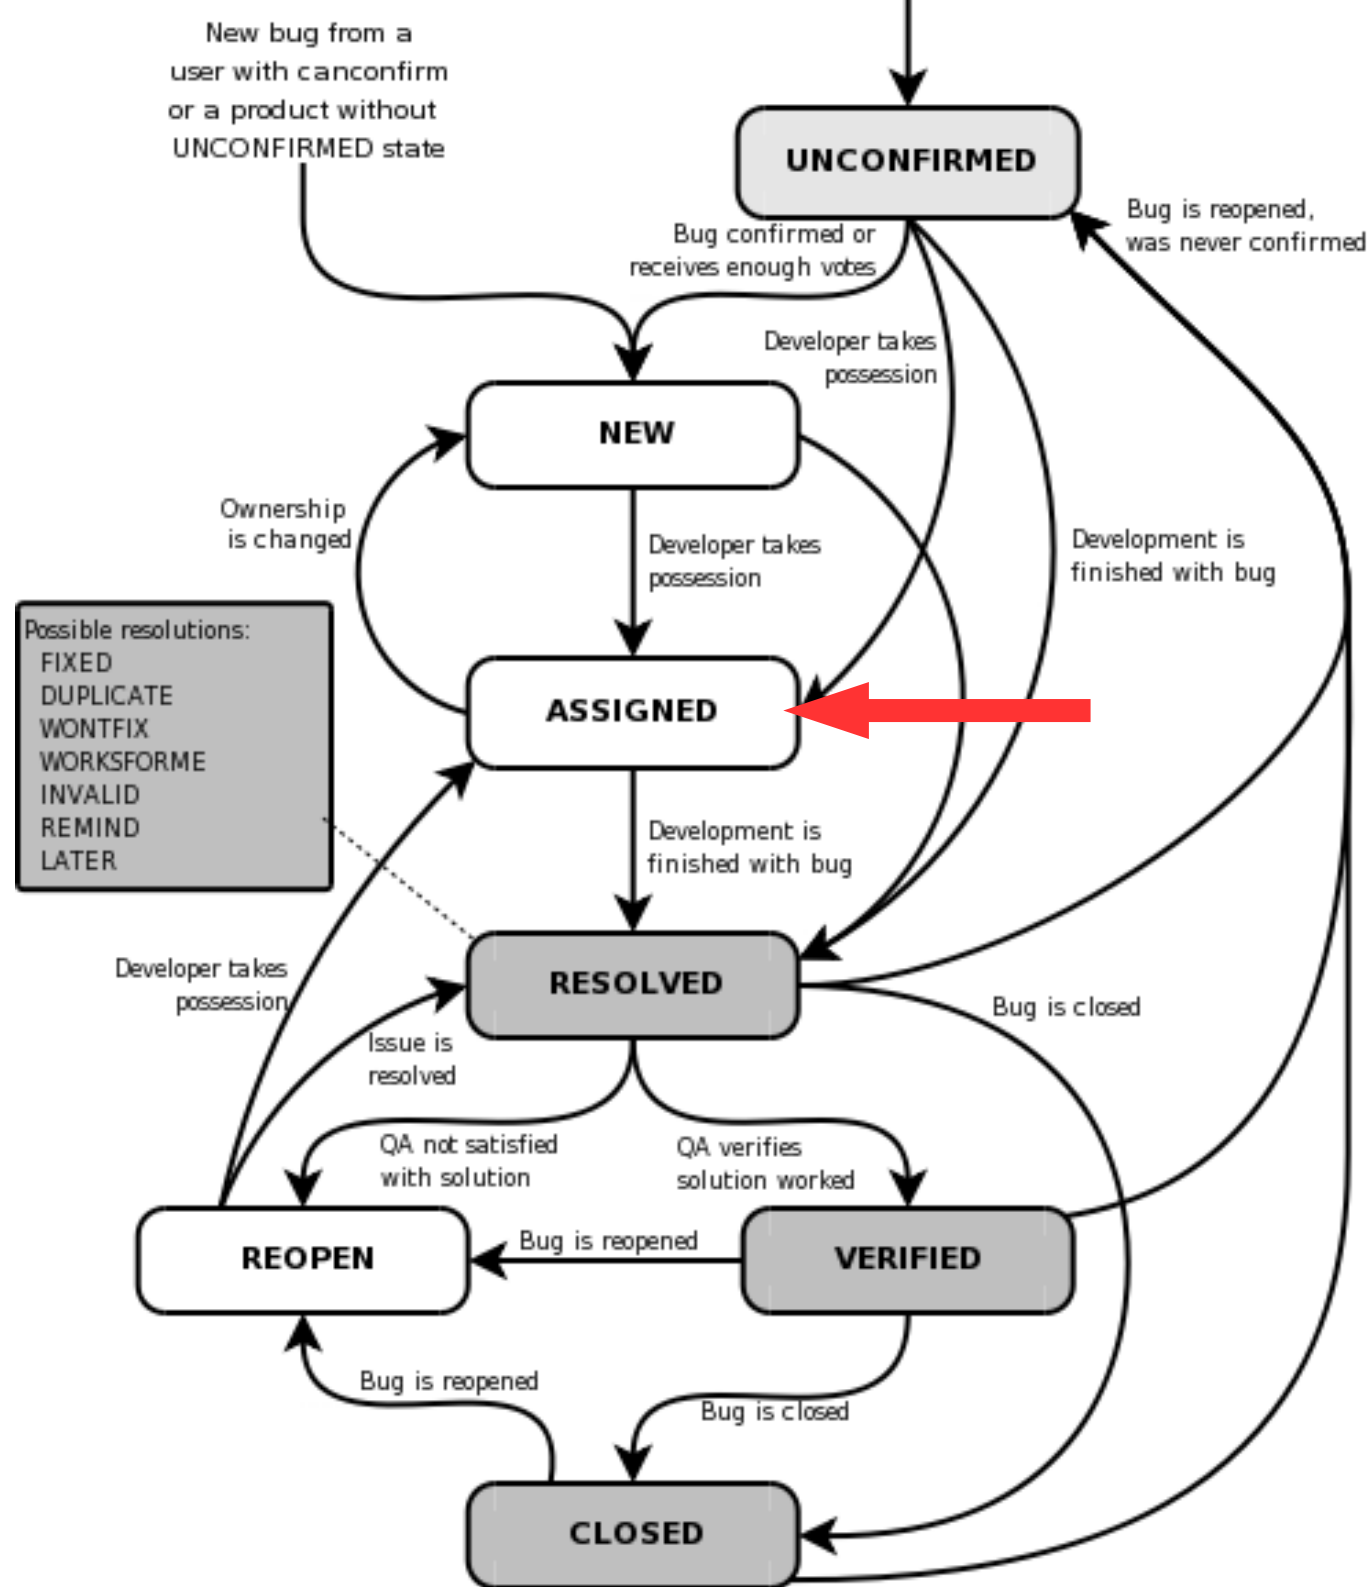 New bug from a
user with canconfirm
or a product without
UNCONFIRMED state
UNCONFIRMED
Bug is reopened,
was never confirmed
Bug confirmed or
receives enough votes
Developer takes
possession
NEW
Ownership
is changed
Developer takes
possession
Development is
finished with bug
Possible resolutions:
FIXED
DUPLICATE
WONTFIX
WORKSFORME
INVALID
REMIND
LATER
ASSIGNED
Development is
finished with bug
RESOLVED
Developer takes
possession
Issue is
resolved
Bug is closed
QA not satisfied
with solution
QA verifies
solution worked
REOPEN
Bug is reopened
VERIFIED
Bug is reopened
Bug is closed
CLOSED